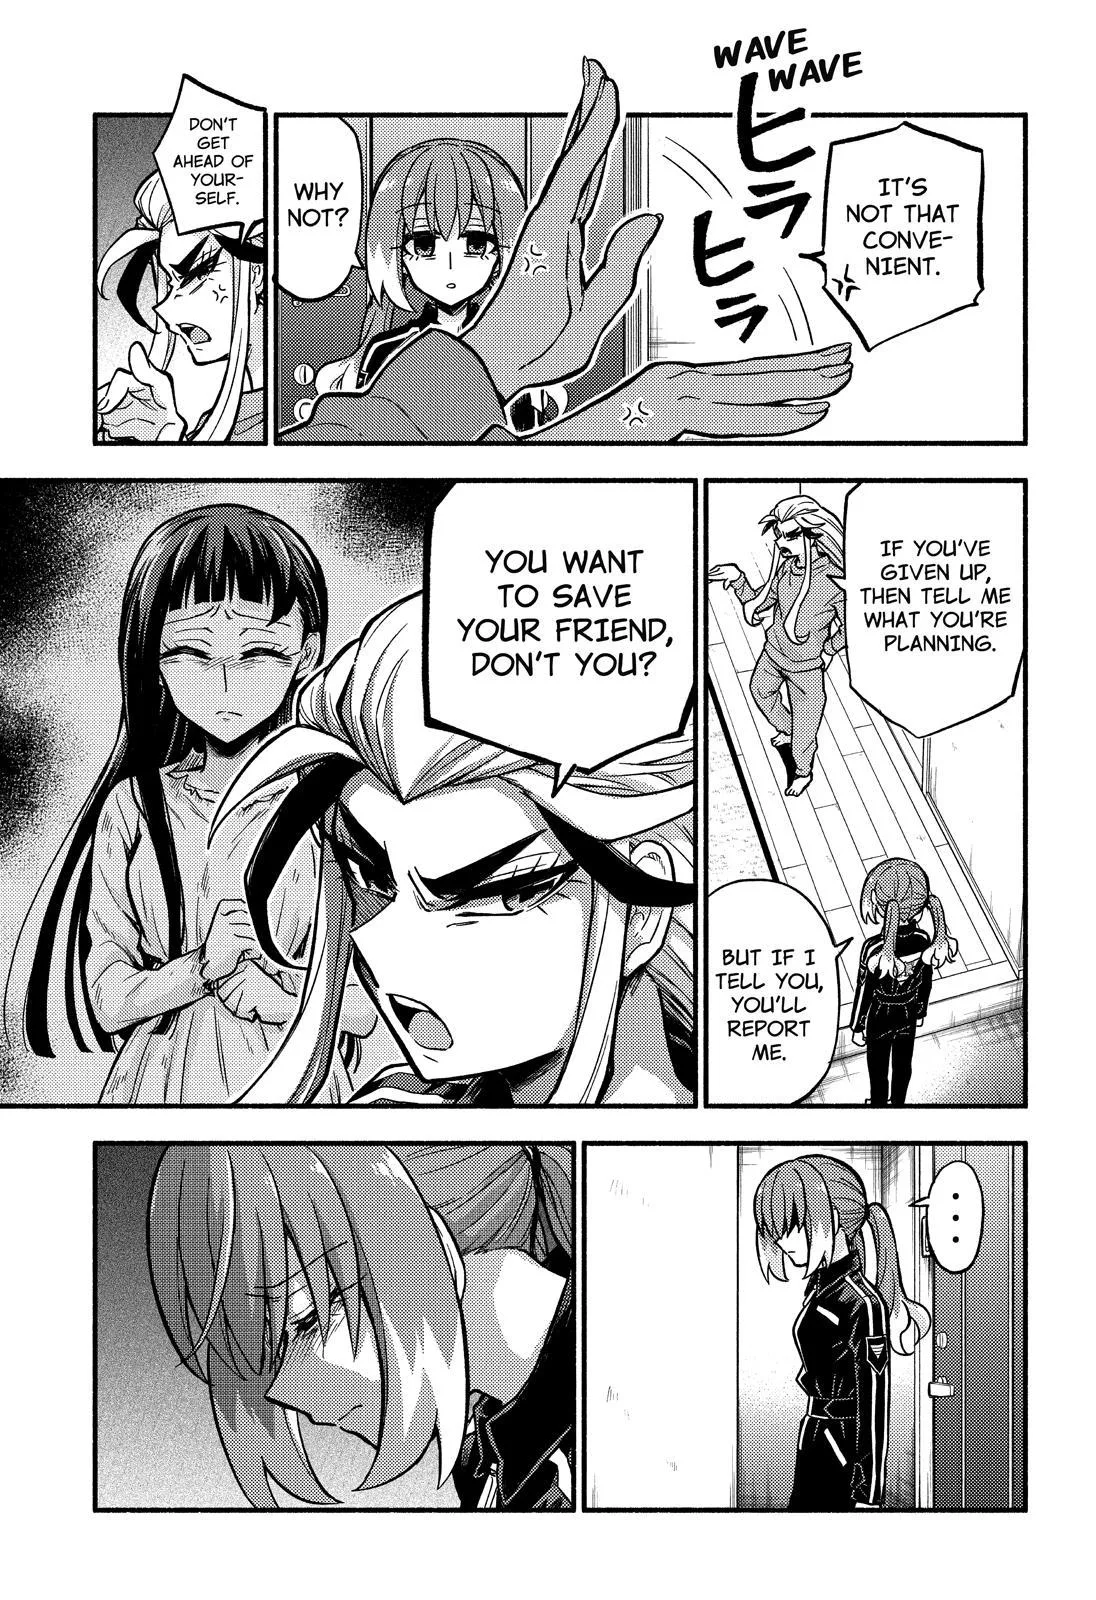 WAVE
WAVE
ヒラ
ヒラ
IT'S
NOT THAT
CONVE-
NIENT.
WHY
NOT?
DON'T
GET
AHEAD OF
YOUR-
SELF.
IF YOU'VE
GIVEN UP,
THEN TELL ME
WHAT YOU'RE
PLANNING.
BUT IF I
TELL YOU,
YOU'LL
REPORT
ME.
YOU WANT
TO SAVE
YOUR FRIEND,
DON'T YOU?
...